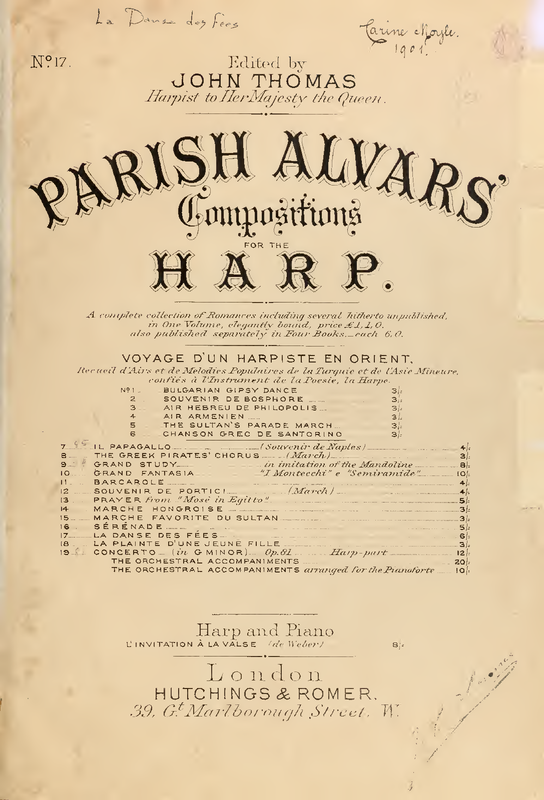 La Danse des Fées
Carine Moyle.
1901.
Nº 17.
Edited by
JOHN THOMAS
Harpist to Her Majesty the Queen.
PARISH ALVARS'
Compositions
FOR THE
HARP.
A complete collection of Romances including several hitherto unpublished,
in One Volume, elegantly bound, price £1,1,0.
also published separately in Four Books__each 6.0.
VOYAGE D'UN HARPISTE EN ORIENT.
Recueil d'Airs et de Mélodies Populaires de la Turquie et de l'Asie Mineure,
confiés à l'Instrument de la Poesie, la Harpe.
Nº 1 BULGARIAN GIPSY DANCE 3/-
2 SOUVENIR DE BOSPHORE 3/-
3 AIR HEBREU DE PHILOPOLIS 3/-
4 AIR ARMENIEN 3/-
5 THE SULTAN'S PARADE MARCH 3/-
6 CHANSON GREC DE SANTORINO 3/-
7 IL PAPAGALLO (Souvenir de Naples) 4/-
8 THE GREEK PIRATES' CHORUS (March) 3/-
9 GRAND STUDY in imitation of the Mandoline 8/-
10 GRAND FANTASIA "I Montecchi" e "Semiramide" 10/-
11 BARCAROLE 4/-
12 SOUVENIR DE PORTICI (March) 4/-
13 PRAYER from "Mosé in Egitto" 5/-
14 MARCHE HONGROISE 3/-
15 MARCHE FAVORITE DU SULTAN 3/-
16 SÉRÉNADE 5/-
17 LA DANSE DES FÉES 6/-
18 LA PLAINTE D'UNE JEUNE FILLE 3/-
19 CONCERTO (in G MINOR) Op. 81 Harp-part 12/-
THE ORCHESTRAL ACCOMPANIMENTS 20/-
THE ORCHESTRAL ACCOMPANIMENTS arranged for the Pianoforte 10/-
Harp and Piano
L'INVITATION À LA VALSE (de Weber) 8/-
London
HUTCHINGS & ROMER,
39, Gt. Marlborough Street. W.